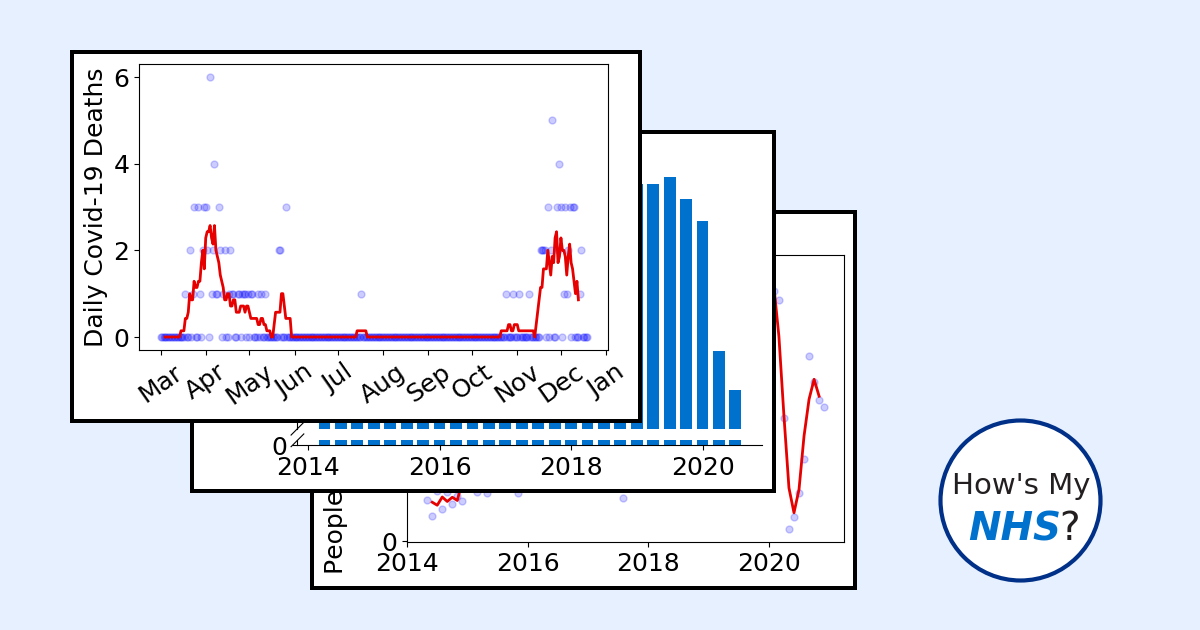 Daily Covid-19 Deaths
6
4
2
0
Mar Apr May Jun Jul Aug Sep Oct Nov Dec Jan
0
2014 2016 2018 2020
People
0
2014 2016 2018 2020
How's My
NHS?